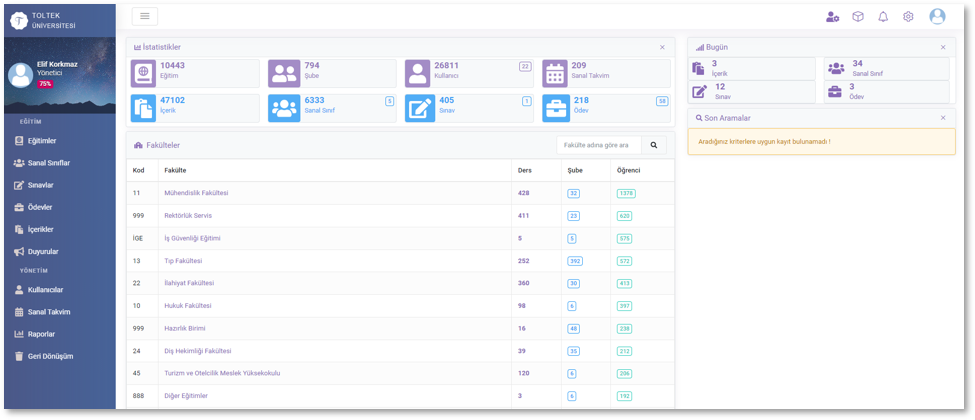 TOLTEK
ÜNİVERSİTESİ
Elif Korkmaz
Yönetici
75%
EĞİTİM
Eğitimler
Sanal Sınıflar
Sınavlar
Ödevler
İçerikler
Duyurular
YÖNETİM
Kullanıcılar
Sanal Takvim
Raporlar
Geri Dönüşüm
İstatistikler
10443
Eğitim
794
Şube
26811
Kullanıcı
22
209
Sanal Takvim
47102
İçerik
6333
Sanal Sınıf
5
405
Sınav
1
218
Ödev
58
Fakülteler
Fakülte adına göre ara
Kod Fakülte Ders Şube Öğrenci
11 Mühendislik Fakültesi 428 32 1378
999 Rektörlük Servis 411 23 620
İGE İş Güvenliği Eğitimi 5 5 575
13 Tıp Fakültesi 252 392 572
22 İlahiyat Fakültesi 360 30 413
10 Hukuk Fakültesi 98 6 397
999 Hazırlık Birimi 16 48 238
24 Diş Hekimliği Fakültesi 39 35 212
45 Turizm ve Otelcilik Meslek Yüksekokulu 120 6 206
888 Diğer Eğitimler 3 6 192
Bugün
3
İçerik
34
Sanal Sınıf
12
Sınav
3
Ödev
Son Aramalar
Aradığınız kriterlere uygun kayıt bulunamadı !